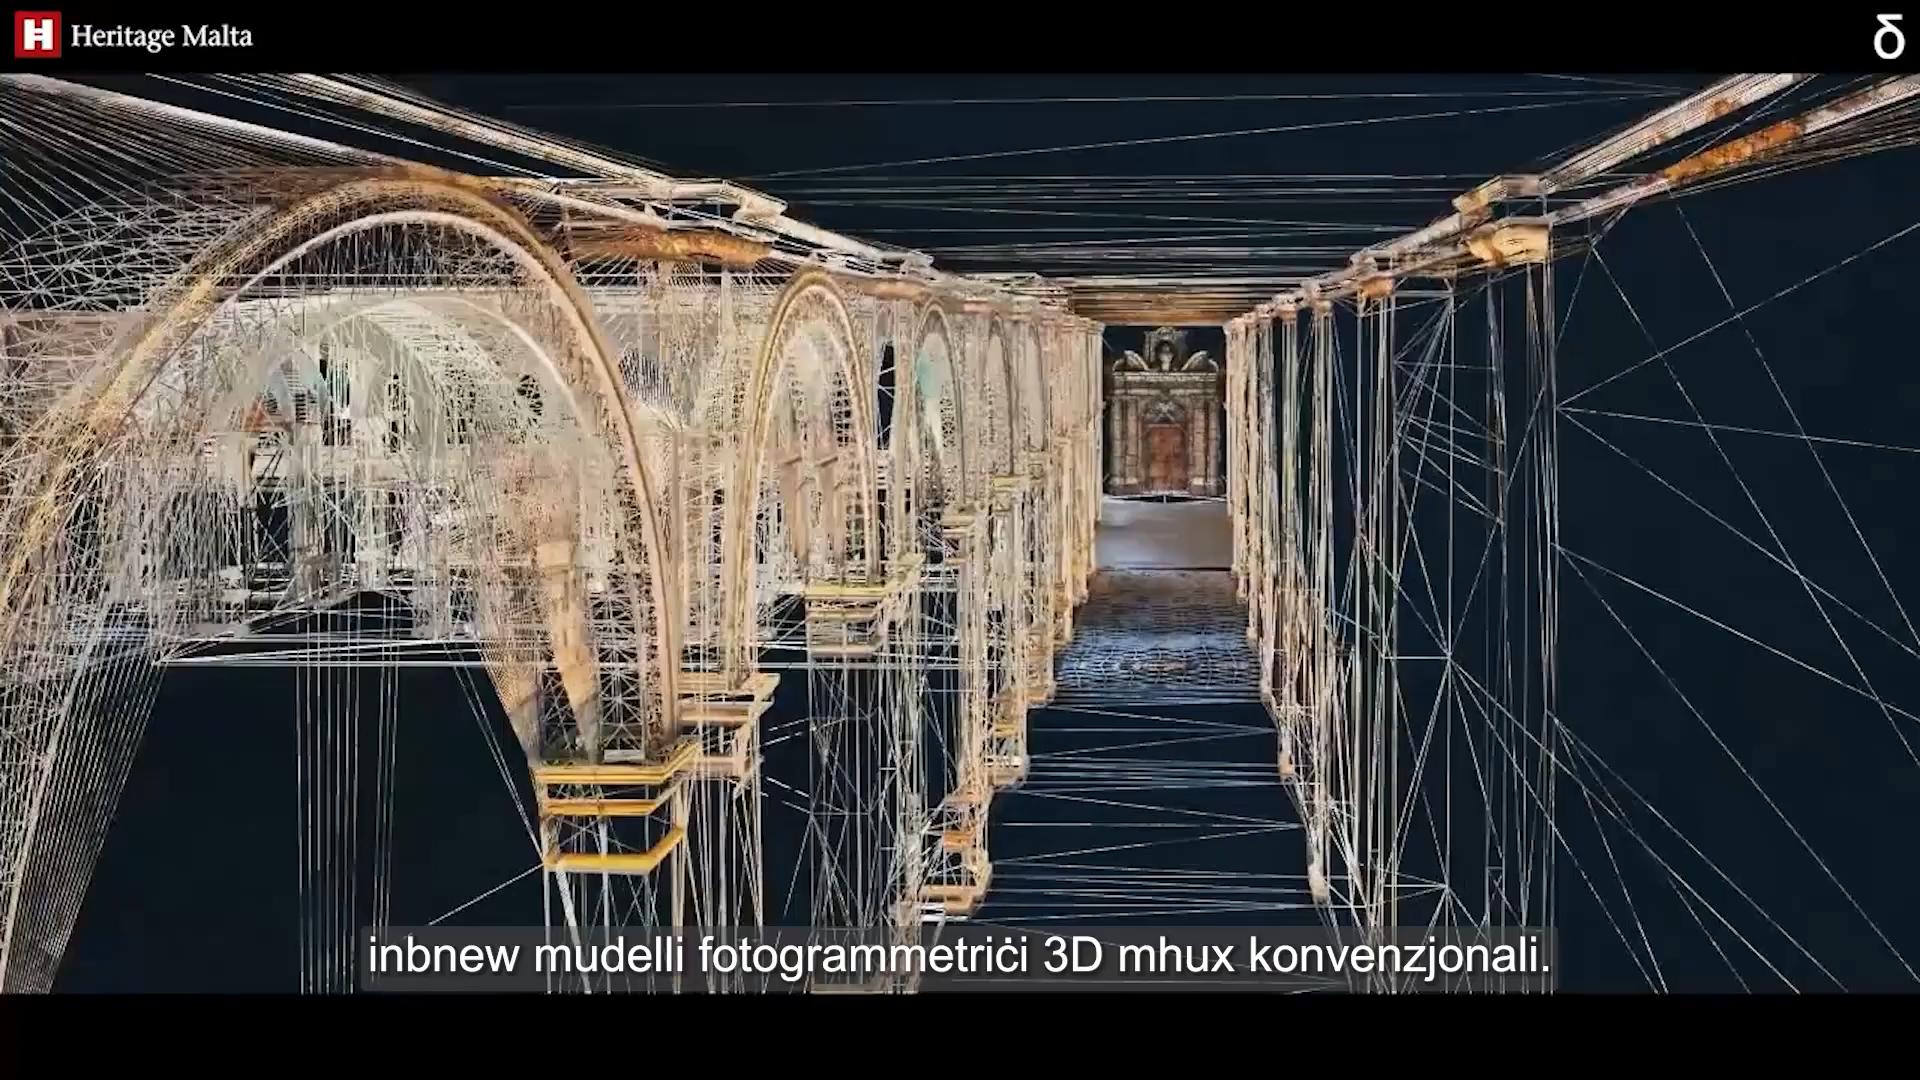 Heritage Malta
δ
inbnew mudelli fotogrammetriċi 3D mhux konvenzjonali.